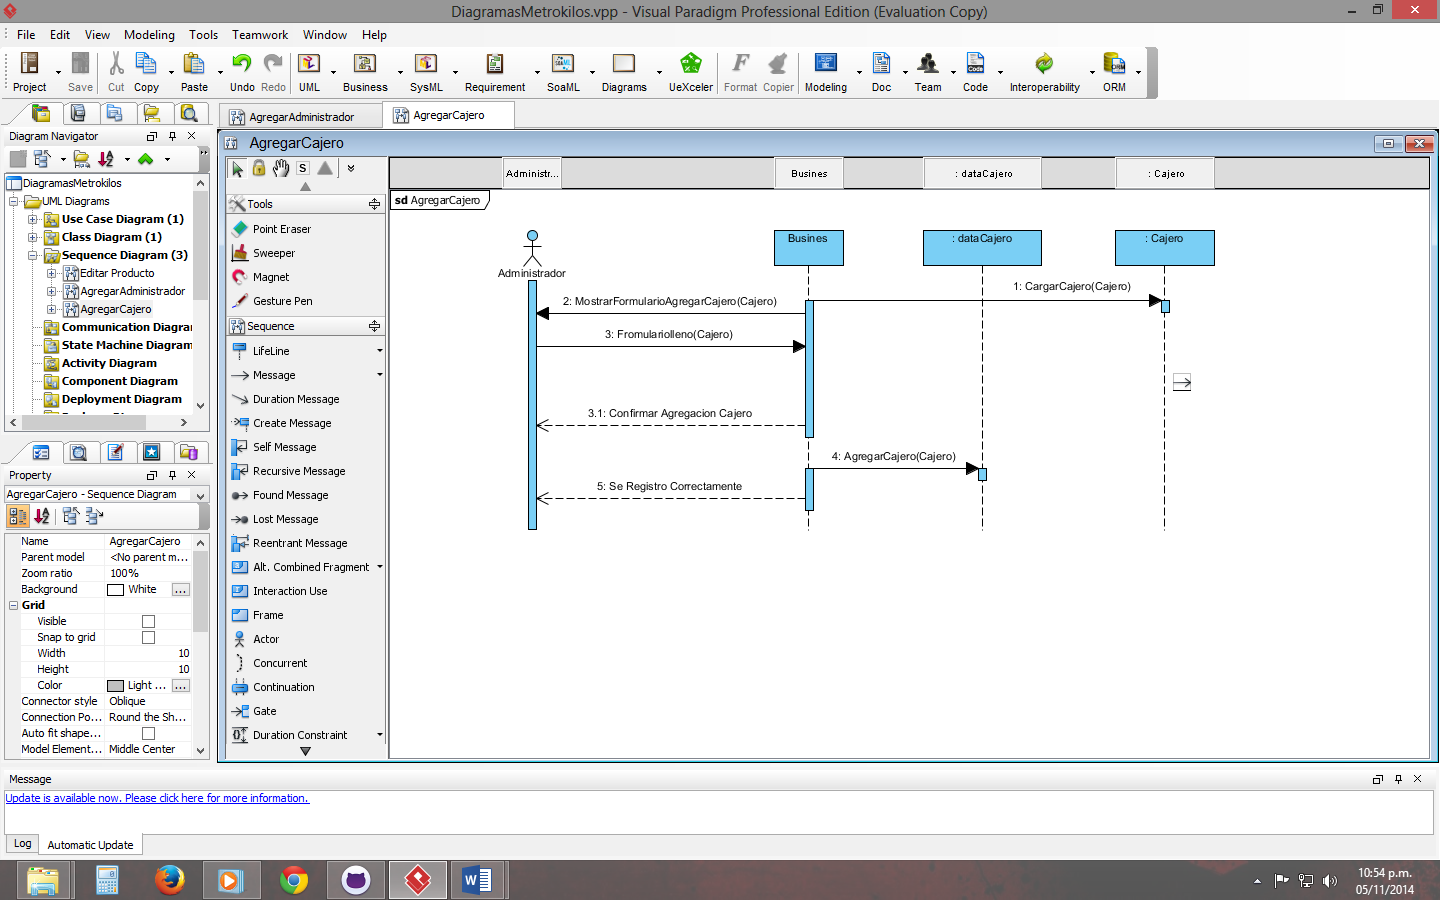 DiagramasMetrokilos.vpp - Visual Paradigm Professional Edition (Evaluation Copy)
File Edit View Modeling Tools Teamwork Window Help
Project Save Cut Copy Paste Undo Redo UML Business SysML Requirement SoaML Diagrams UeXceler Format Copier Modeling Doc Team Code Interoperability ORM
AgregarAdministrador
AgregarCajero
Diagram Navigator
DiagramasMetrokilos
UML Diagrams
Use Case Diagram (1)
Class Diagram (1)
Sequence Diagram (3)
Editar Producto
AgregarAdministrador
AgregarCajero
Communication Diagram
State Machine Diagram
Activity Diagram
Component Diagram
Deployment Diagram
Property
AgregarCajero - Sequence Diagram
Name AgregarCajero
Parent model <No parent m...
Zoom ratio 100%
Background White ...
Grid
Visible
Snap to grid
Width 10
Height 10
Color Light ... ...
Connector style Oblique
Connection Po... Round the Sh...
Auto fit shape...
Model Element... Middle Center
AgregarCajero
S
Tools
Point Eraser
Sweeper
Magnet
Gesture Pen
Sequence
LifeLine
Message
Duration Message
Create Message
Self Message
Recursive Message
Found Message
Lost Message
Reentrant Message
Alt. Combined Fragment
Interaction Use
Frame
Actor
Concurrent
Continuation
Gate
Duration Constraint
Administr... Busines : dataCajero : Cajero
sd AgregarCajero
Busines : dataCajero : Cajero
Administrador
1: CargarCajero(Cajero)
2: MostrarFormularioAgregarCajero(Cajero)
3: Fromulariolleno(Cajero)
3.1: Confirmar Agregacion Cajero
4: AgregarCajero(Cajero)
5: Se Registro Correctamente
Message
Update is available now. Please click here for more information.
Log Automatic Update
10:54 p.m.
05/11/2014